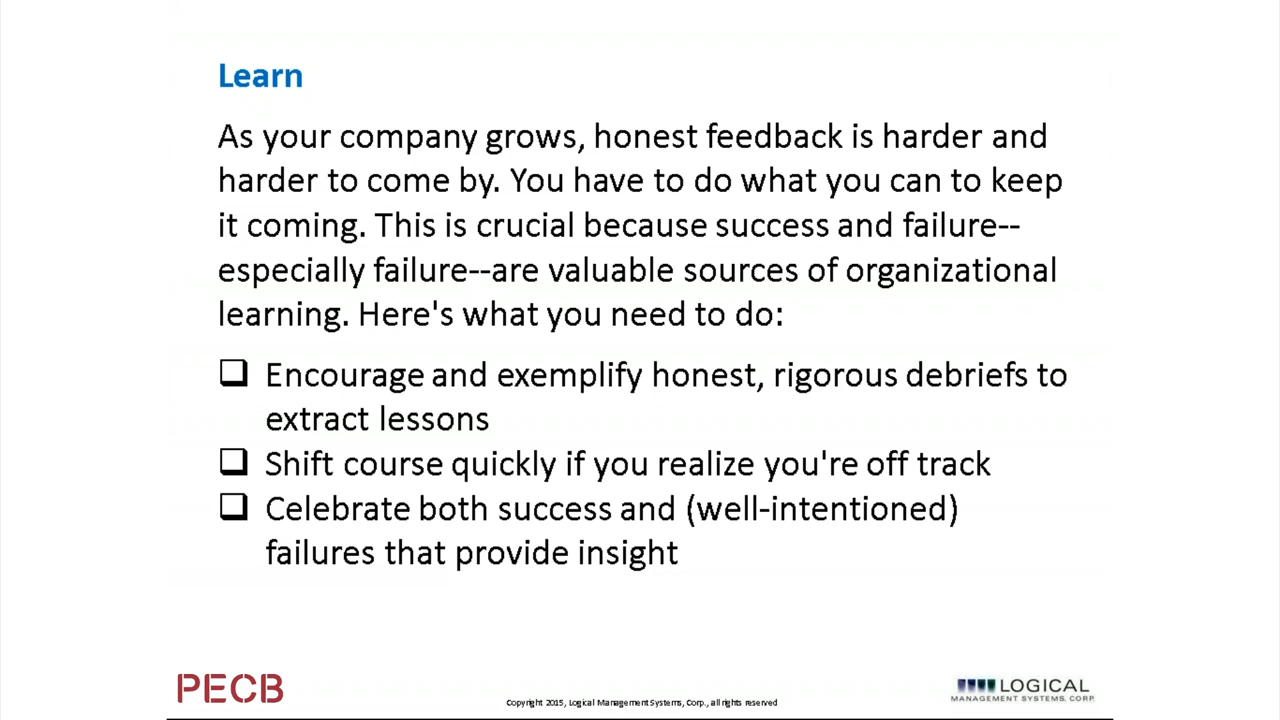 Learn
As your company grows, honest feedback is harder and
harder to come by. You have to do what you can to keep
it coming. This is crucial because success and failure--
especially failure--are valuable sources of organizational
learning. Here's what you need to do:
Encourage and exemplify honest, rigorous debriefs to
extract lessons
Shift course quickly if you realize you're off track
Celebrate both success and (well-intentioned)
failures that provide insight
PECB
Copyright 2015, Logical Management Systems, Corp., all rights reserved
LOGICAL
MANAGEMENT SYSTEMS, CORP.